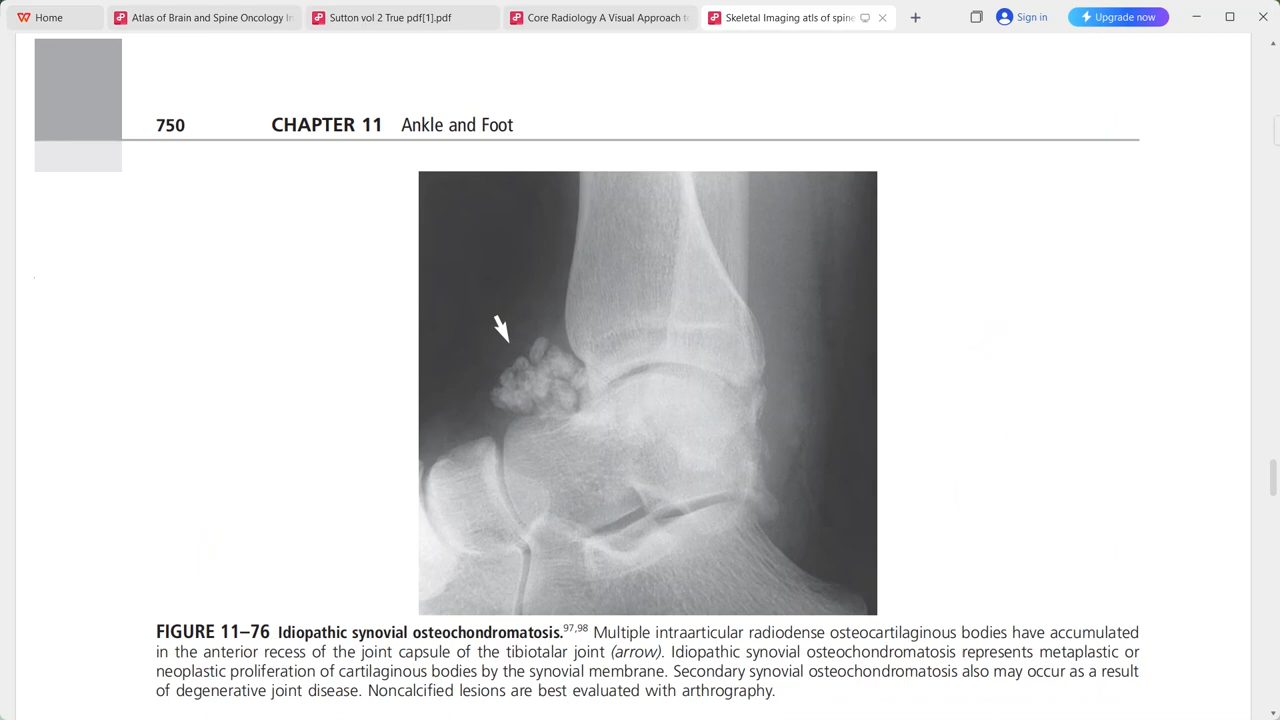 Home
Atlas of Brain and Spine Oncology I
Sutton vol 2 True pdf[1].pdf
Core Radiology A Visual Approach t
Skeletal Imaging atls of spine
Sign in
Upgrade now
750 CHAPTER 11 Ankle and Foot
FIGURE 11–76 Idiopathic synovial osteochondromatosis.97,98 Multiple intraarticular radiodense osteocartilaginous bodies have accumulated
in the anterior recess of the joint capsule of the tibiotalar joint (arrow). Idiopathic synovial osteochondromatosis represents metaplastic or
neoplastic proliferation of cartilaginous bodies by the synovial membrane. Secondary synovial osteochondromatosis also may occur as a result
of degenerative joint disease. Noncalcified lesions are best evaluated with arthrography.